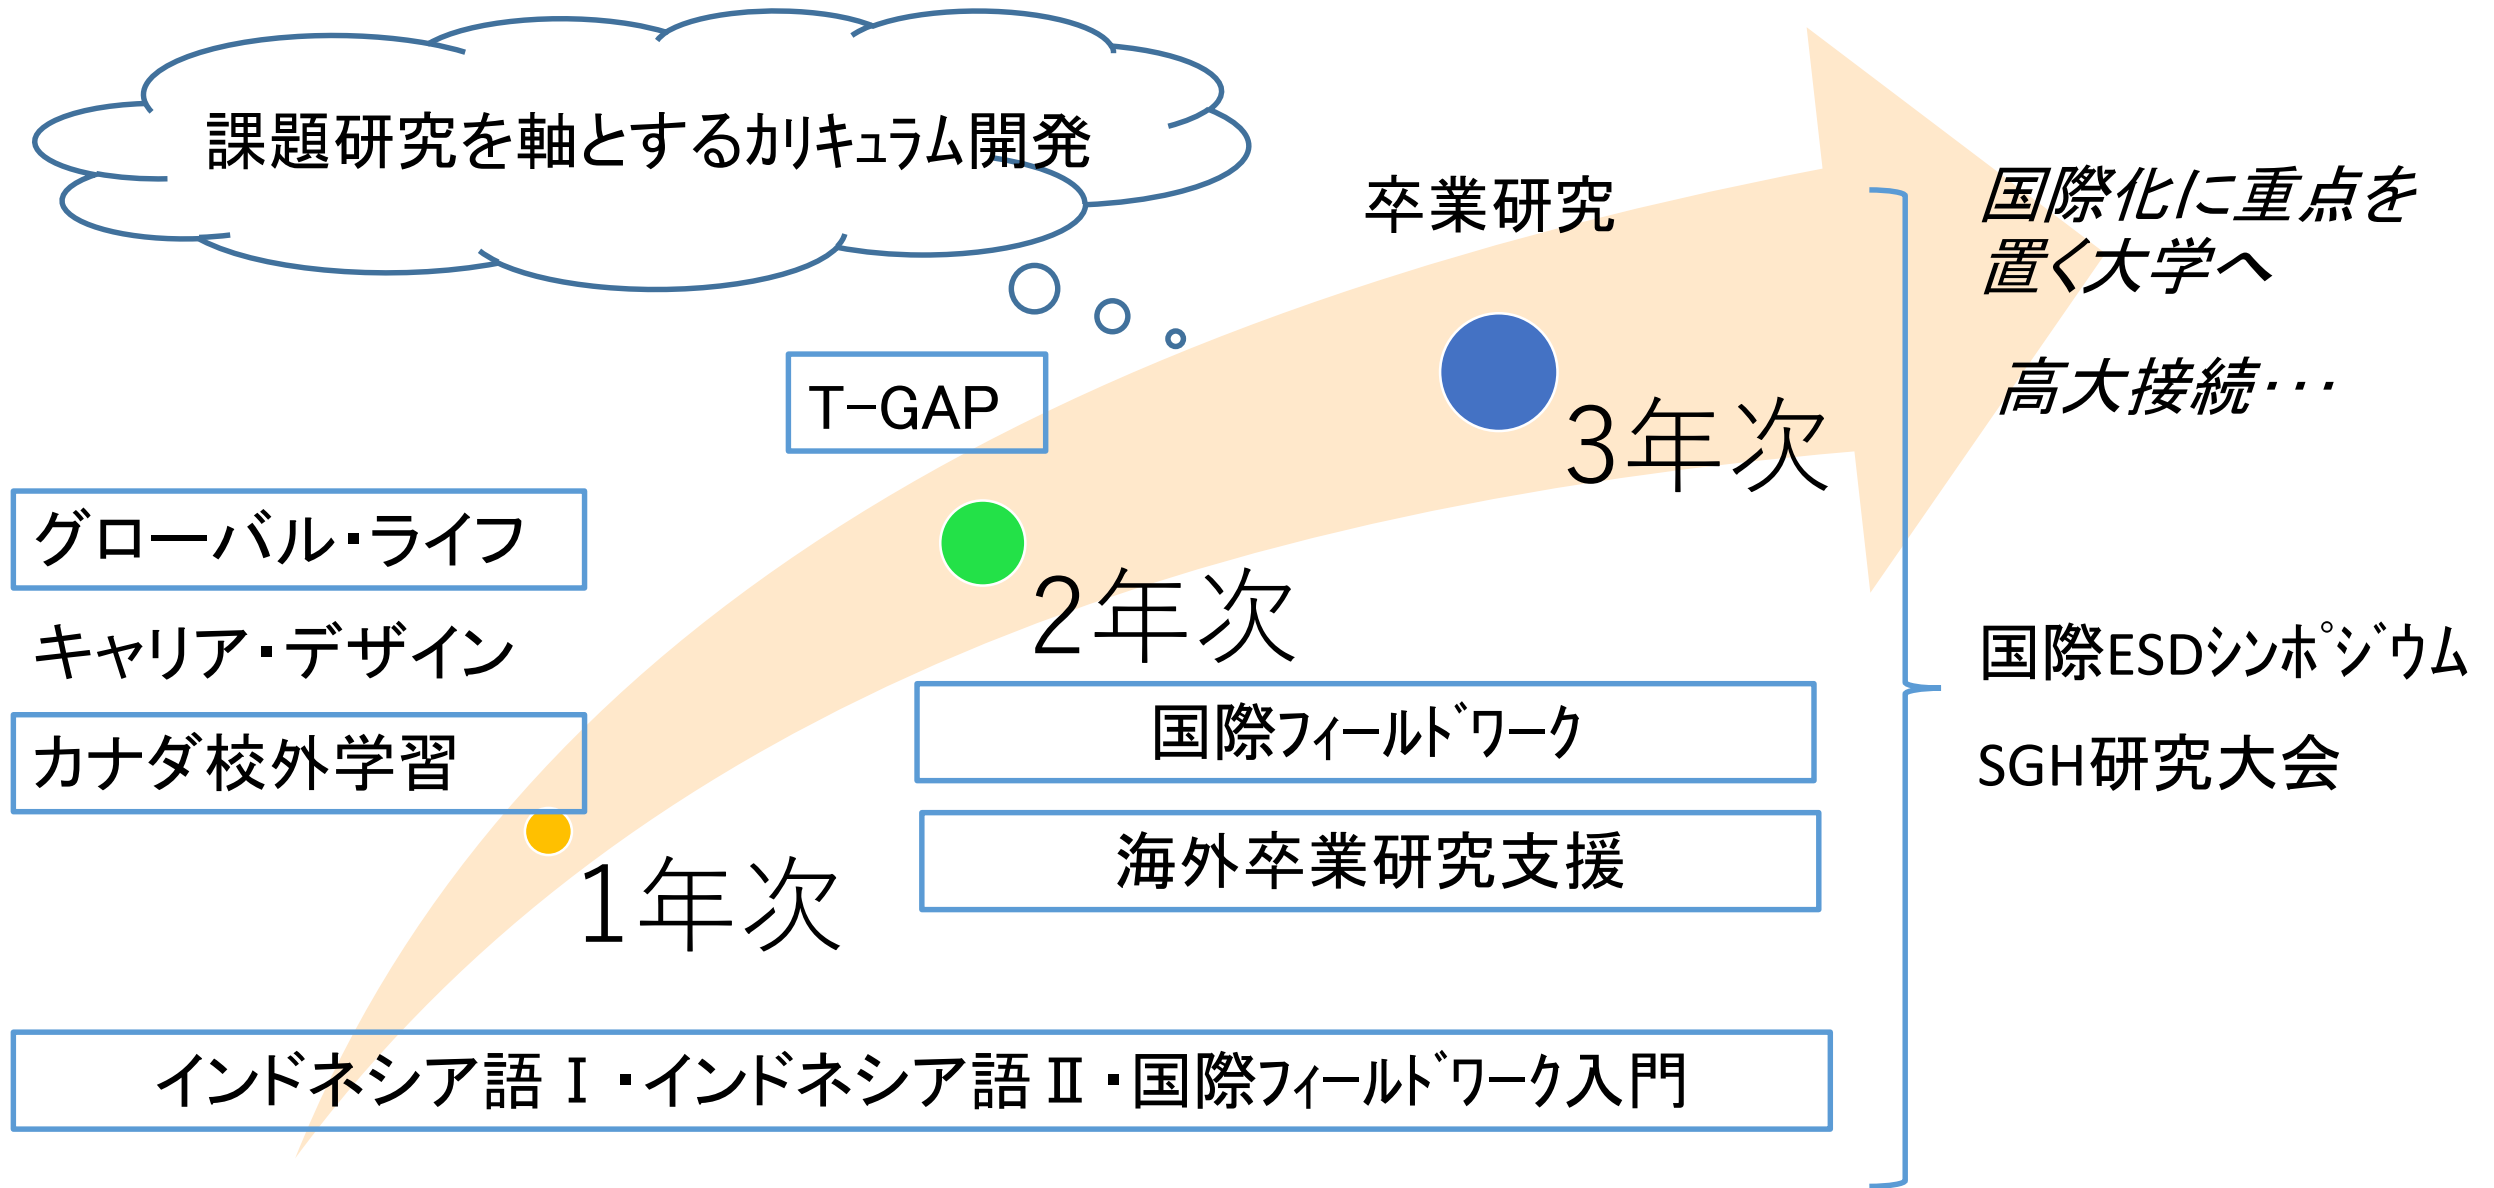 課題研究を軸とするカリキュラム開発
卒業研究
国際化に重点を
置く大学へ
高大接続…
T-GAP
3年次
グローバル・ライフ
2年次
キャリア・デザイン
国際ESDシンポジウム
国際フィールドワーク
カナダ校外学習
SGH研究大会
海外卒業研究支援
1年次
インドネシア語Ⅰ・インドネシア語Ⅱ・国際フィールドワーク入門